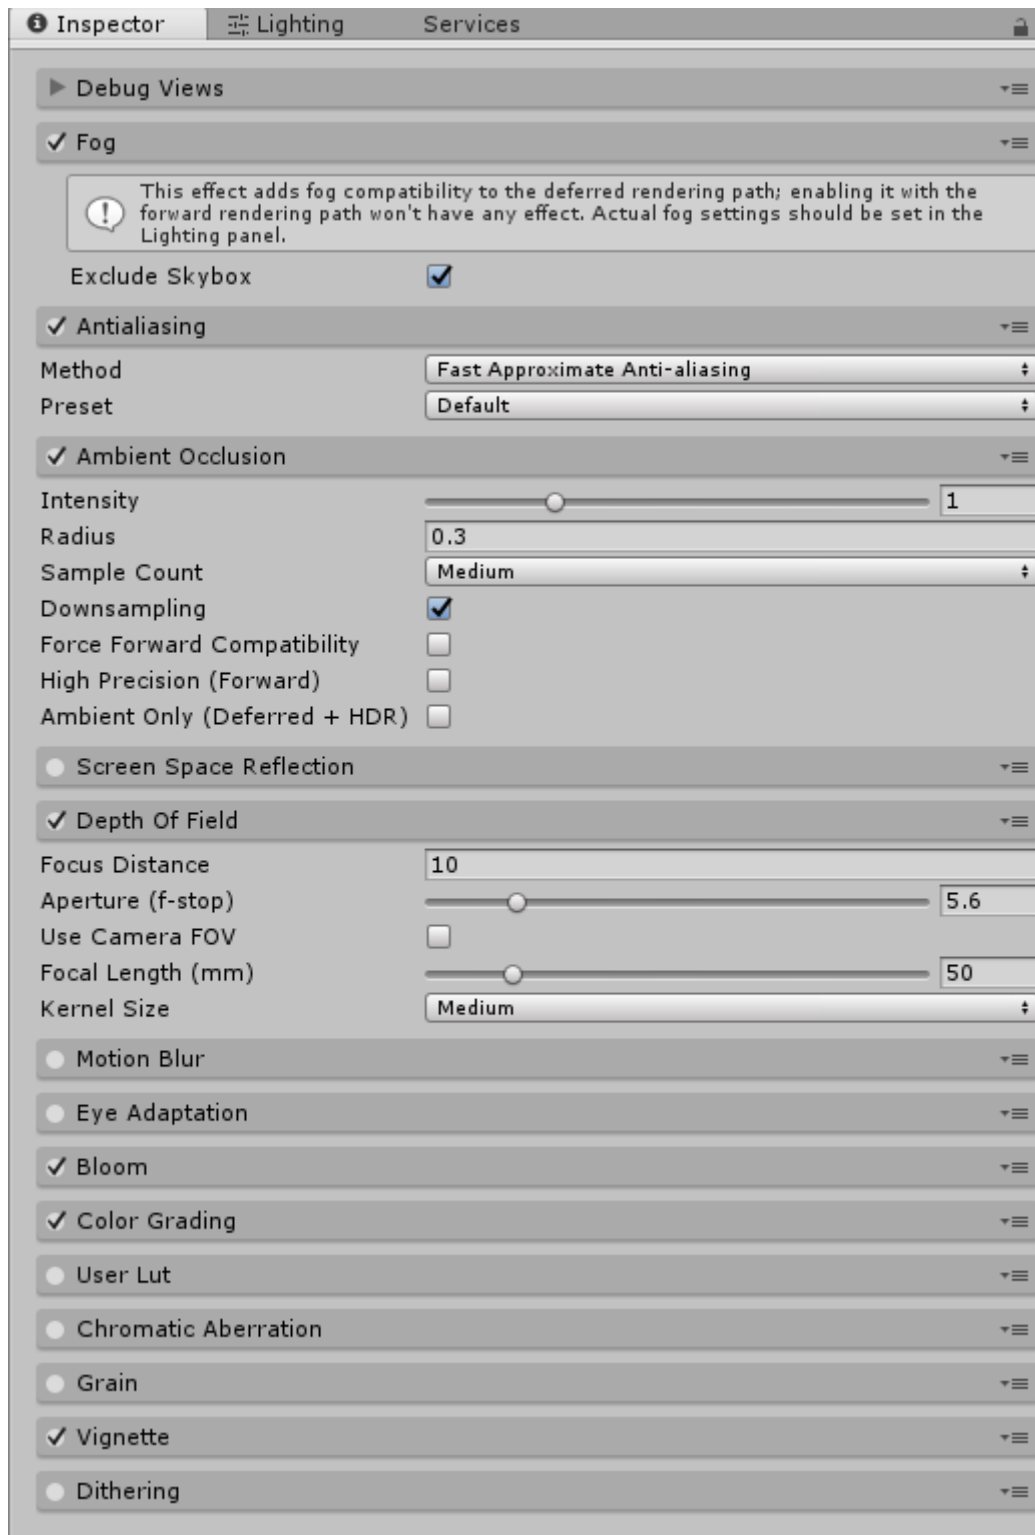 Inspector Lighting Services
Debug Views
Fog
This effect adds fog compatibility to the deferred rendering path; enabling it with the
forward rendering path won't have any effect. Actual fog settings should be set in the
Lighting panel.
Exclude Skybox
Antialiasing
Method Fast Approximate Anti-aliasing
Preset Default
Ambient Occlusion
Intensity 1
Radius 0.3
Sample Count Medium
Downsampling
Force Forward Compatibility
High Precision (Forward)
Ambient Only (Deferred + HDR)
Screen Space Reflection
Depth Of Field
Focus Distance 10
Aperture (f-stop) 5.6
Use Camera FOV
Focal Length (mm) 50
Kernel Size Medium
Motion Blur
Eye Adaptation
Bloom
Color Grading
User Lut
Chromatic Aberration
Grain
Vignette
Dithering